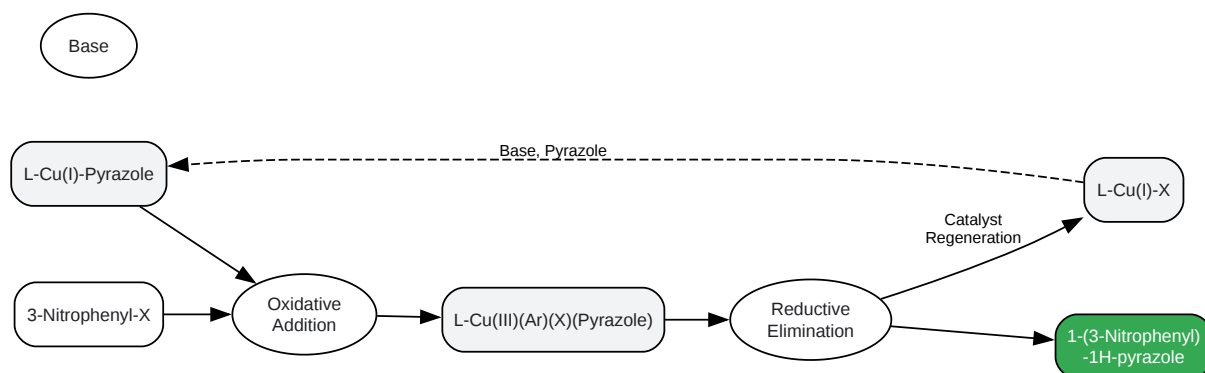 Base
Base, Pyrazole
L-Cu(I)-Pyrazole
L-Cu(I)-X
Catalyst
Regeneration
3-Nitrophenyl-X
Oxidative
Addition
L-Cu(III)(Ar)(X)(Pyrazole)
Reductive
Elimination
1-(3-Nitrophenyl)
-1H-pyrazole